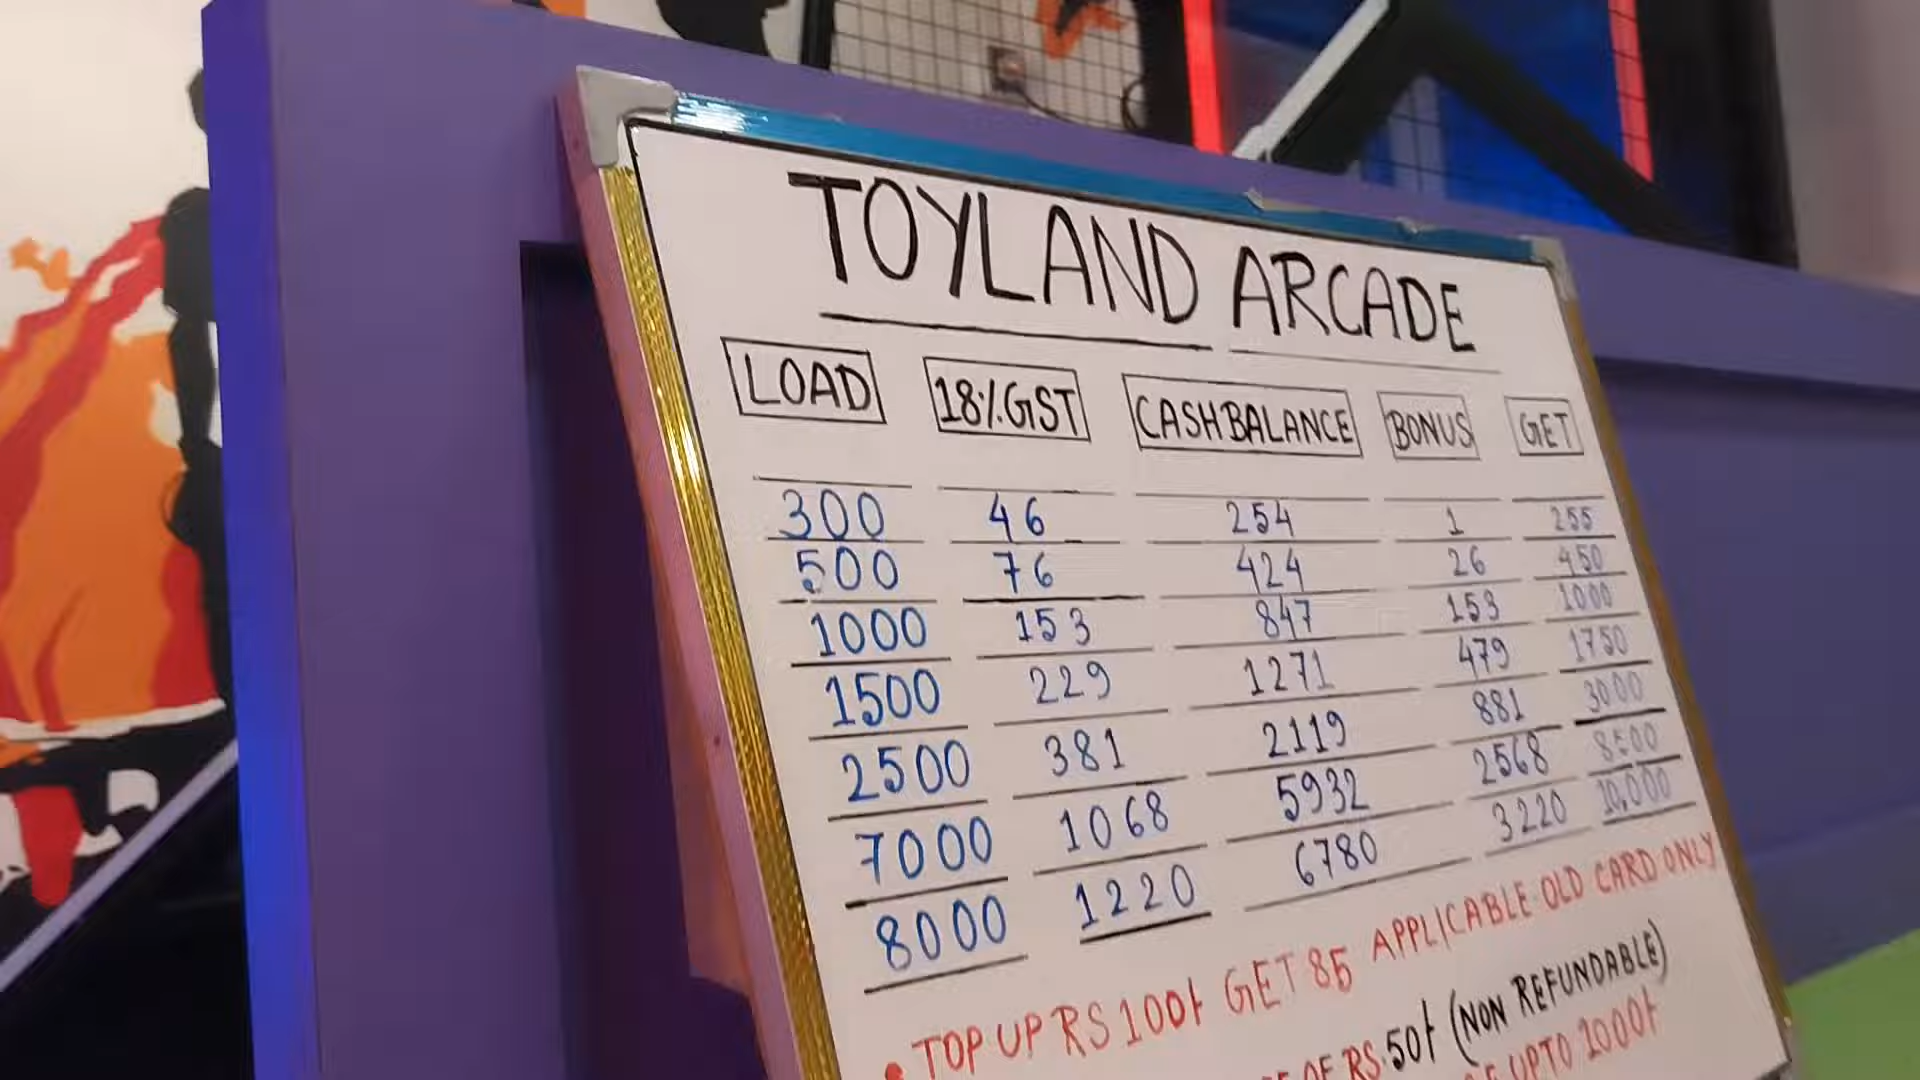 TOYLAND ARCADE
LOAD 18%GST CASHBALANCE BONUS GET
300 46 254 1 255
500 76 424 26 450
1000 153 847 153 1000
1500 229 1271 479 1750
2500 381 2119 881 3000
7000 1068 5932 2568 8500
8000 1220 6780 3220 10,000
• TOP UP RS 100/- GET 85 APPLICABLE OLD CARD ONLY
OF RS.50/- (NON REFUNDABLE)
UPTO 1000/-